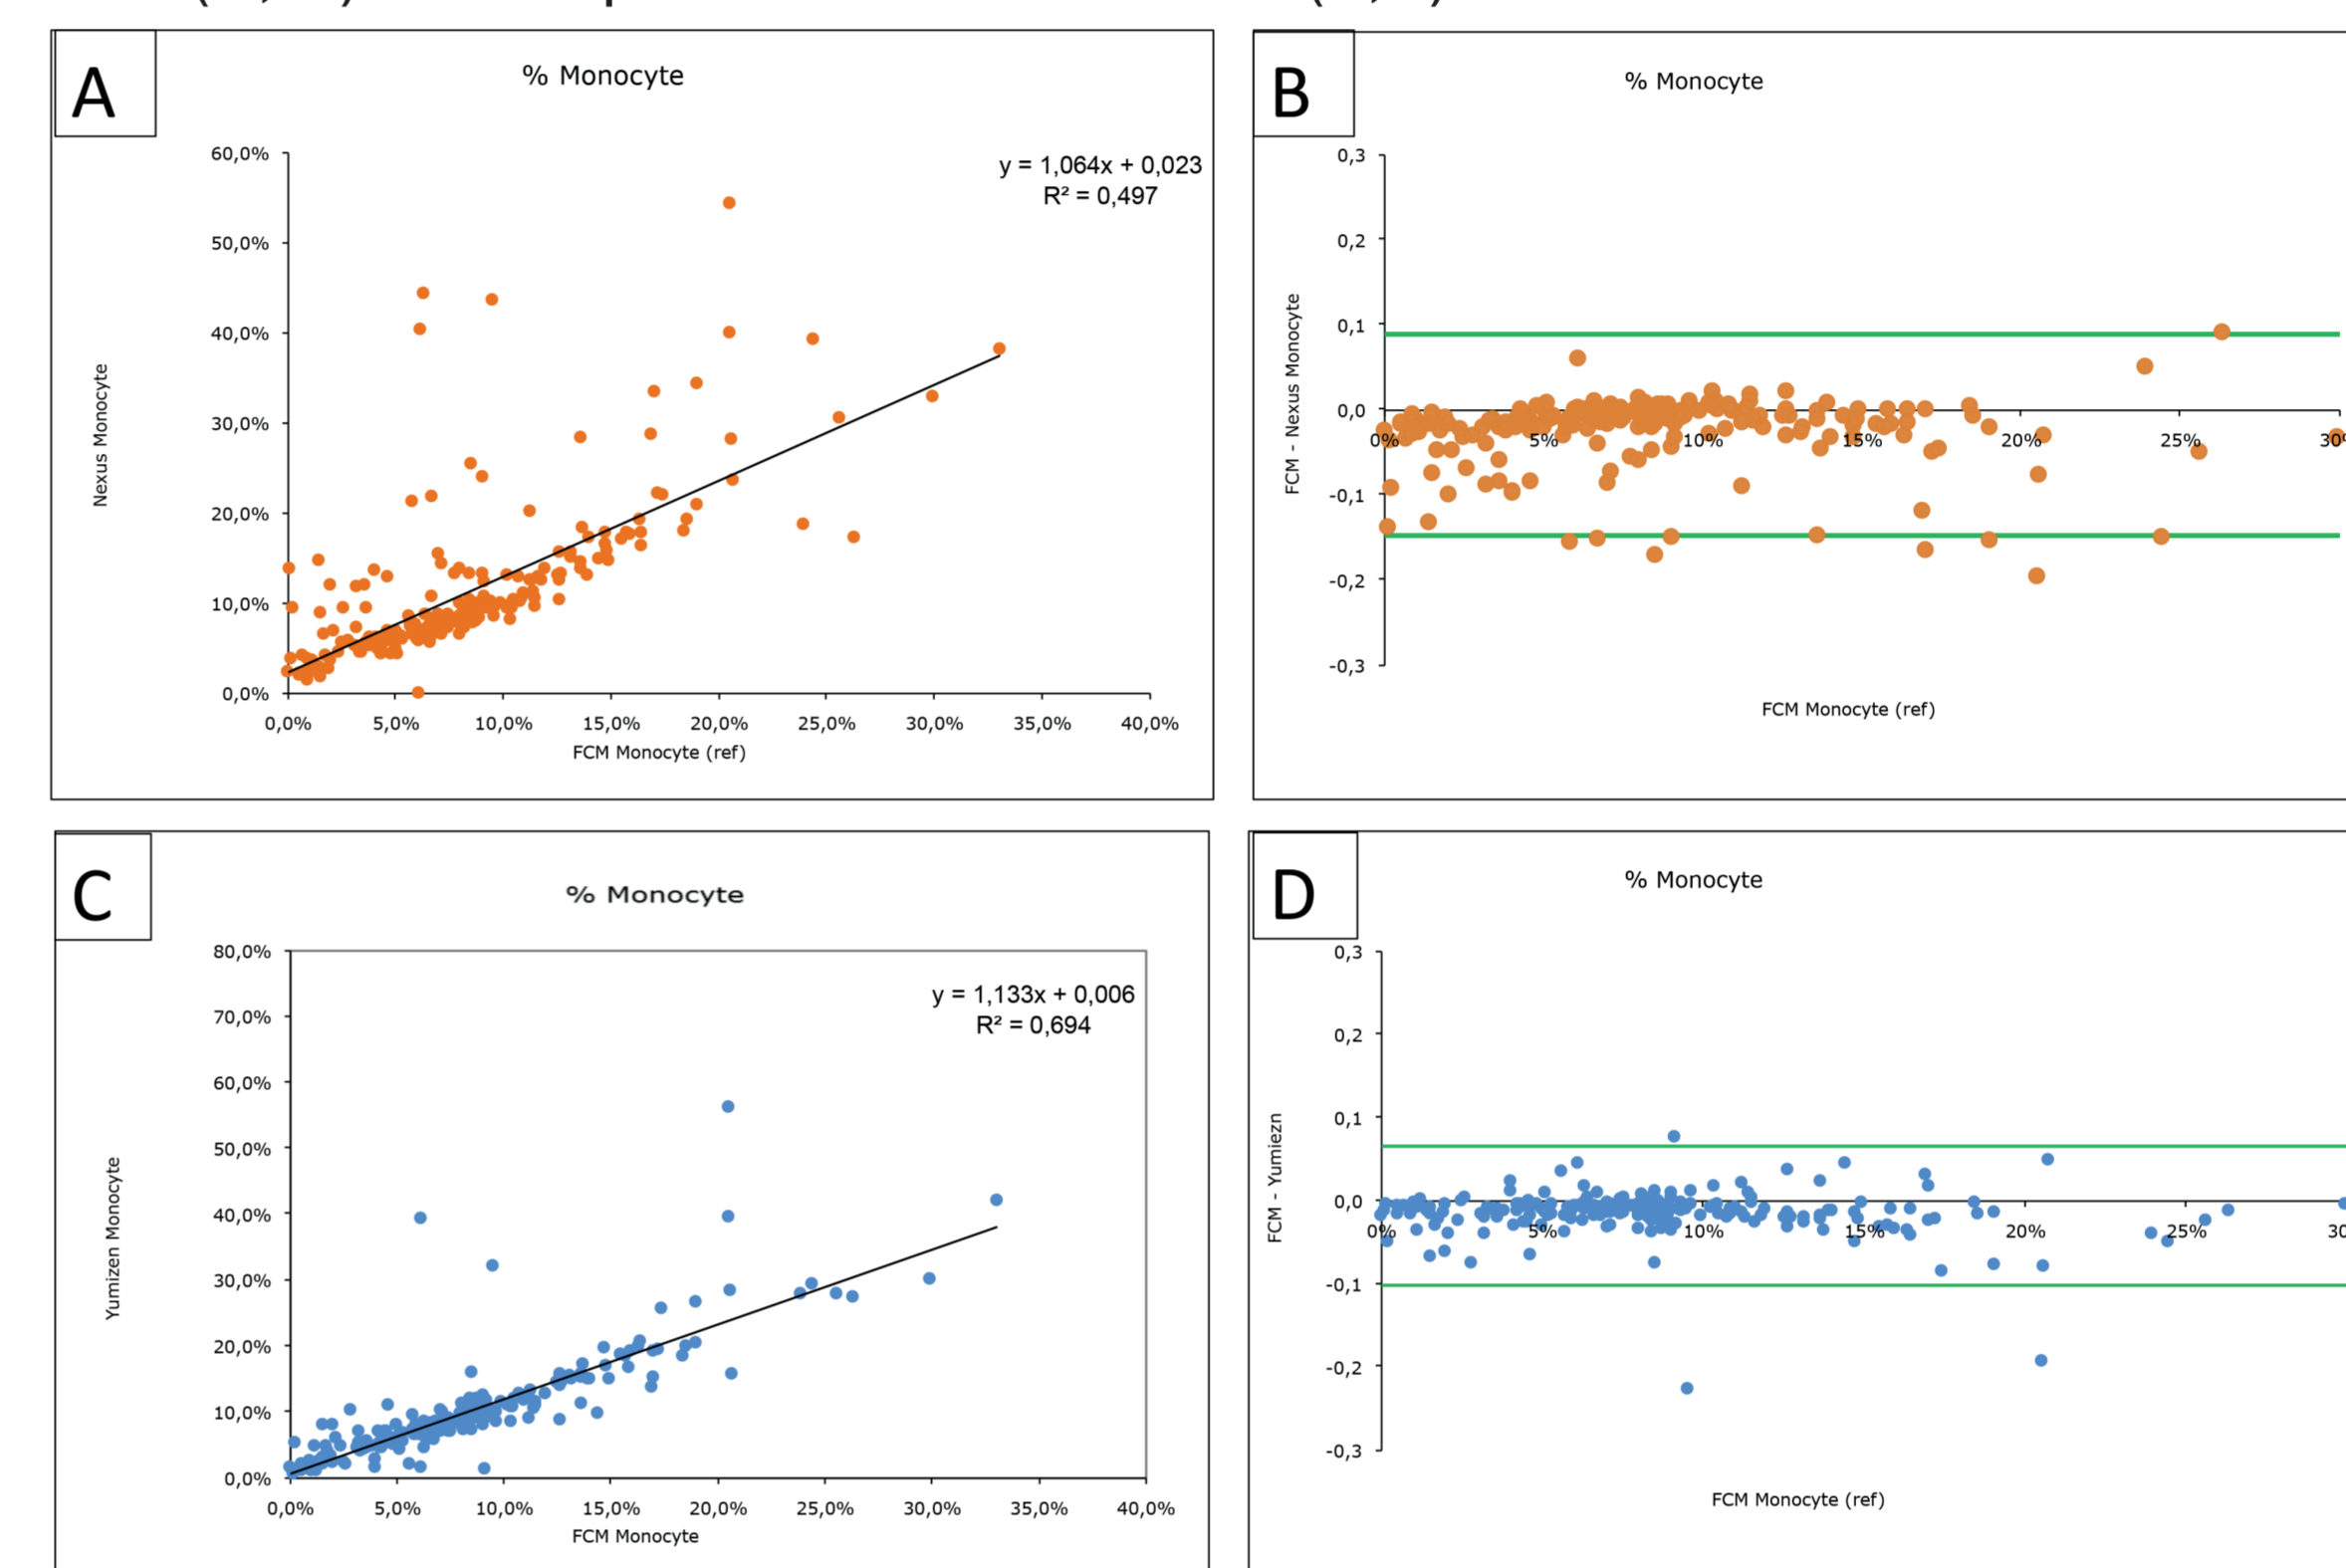 A
% Monocyte
60,0%
50,0%
40,0%
30,0%
20,0%
10,0%
0,0%
Nexus Monocyte
y = 1,064x + 0,023
R² = 0,497
0,0% 5,0% 10,0% 15,0% 20,0% 25,0% 30,0% 35,0% 40,0%
FCM Monocyte (ref)
B
% Monocyte
0,3
0,2
0,1
0,0
-0,1
-0,2
-0,3
FCM - Nexus Monocyte
0% 5% 10% 15% 20% 25% 30%
FCM Monocyte (ref)
C
% Monocyte
80,0%
70,0%
60,0%
50,0%
40,0%
30,0%
20,0%
10,0%
0,0%
Yumizen Monocyte
y = 1,133x + 0,006
R² = 0,694
0,0% 5,0% 10,0% 15,0% 20,0% 25,0% 30,0% 35,0% 40,0%
FCM Monocyte
D
% Monocyte
0,3
0,2
0,1
0,0
-0,1
-0,2
-0,3
FCM - Yumiezn
0% 5% 10% 15% 20% 25% 30
FCM Monocyte (ref)